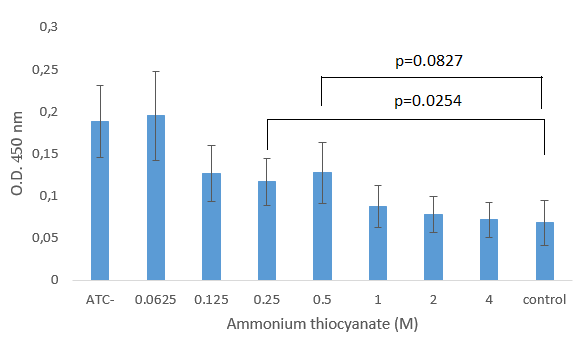 0,3
0,25
p=0.0827
0,2
p=0.0254
0,15
0,1
0,05
0
O.D. 450 nm
ATC- 0.0625 0.125 0.25 0.5 1 2 4 control
Ammonium thiocyanate (M)